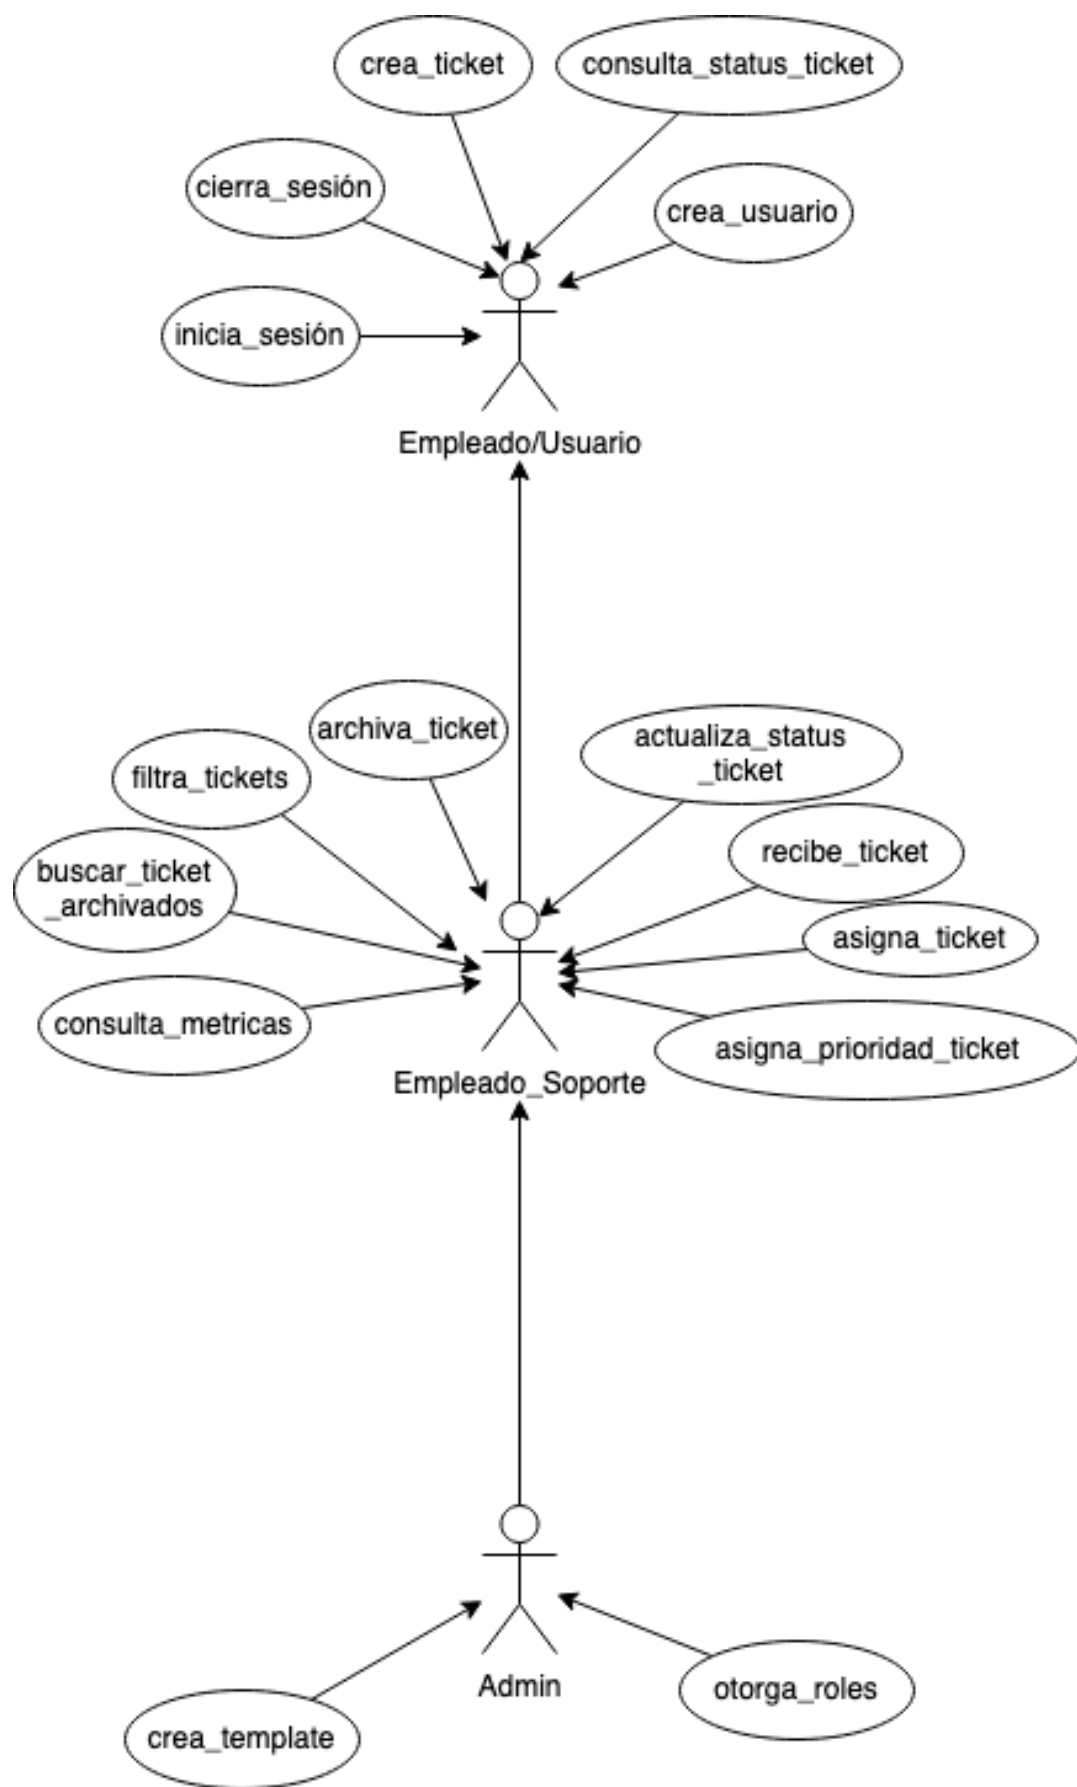 crea_ticket
consulta_status_ticket
cierra_sesión
crea_usuario
inicia_sesión
Empleado/Usuario
archiva_ticket
actualiza_status
_ticket
filtra_tickets
recibe_ticket
buscar_ticket
_archivados
asigna_ticket
consulta_metricas
asigna_prioridad_ticket
Empleado_Soporte
Admin
otorga_roles
crea_template